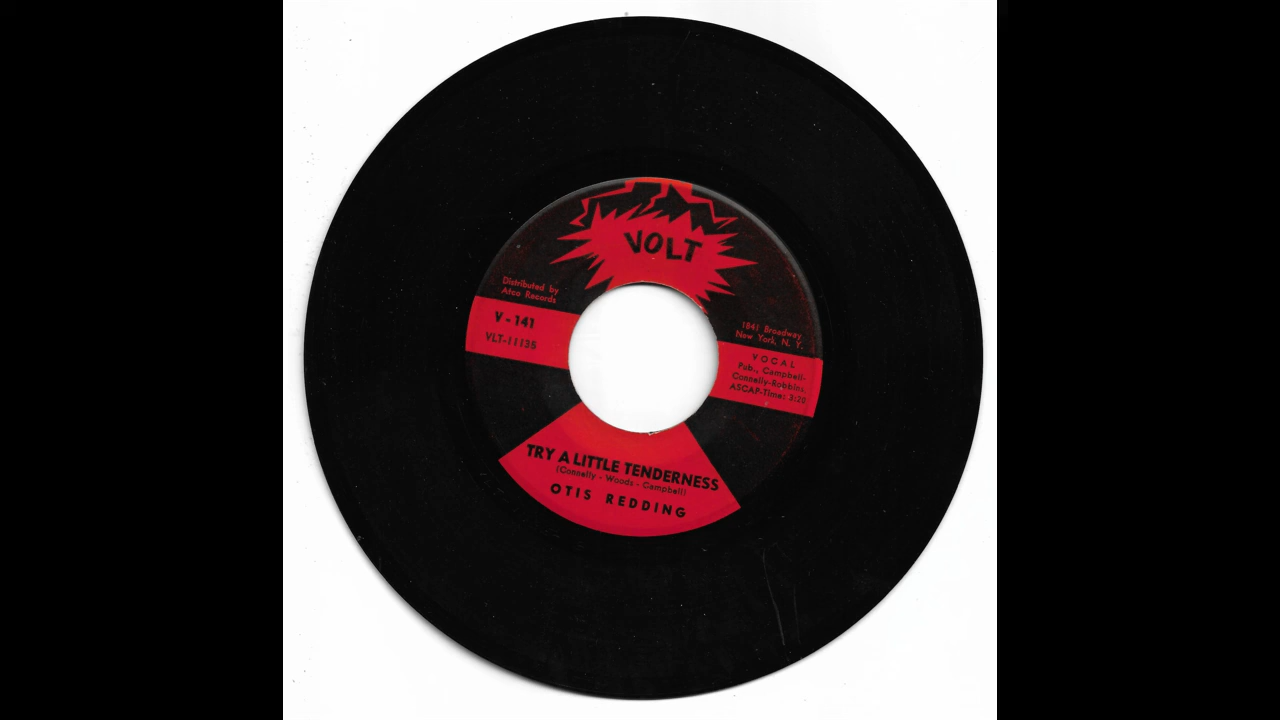 VOLT
Distributed by
Atco Records
V-141
VLT-11135
1841 Broadway
New York, N. Y.
VOCAL
Pub., Campbell-
Connelly-Robbins,
ASCAP-Time: 3:20
TRY A LITTLE TENDERNESS
(Connelly - Woods - Campbell)
OTIS REDDING